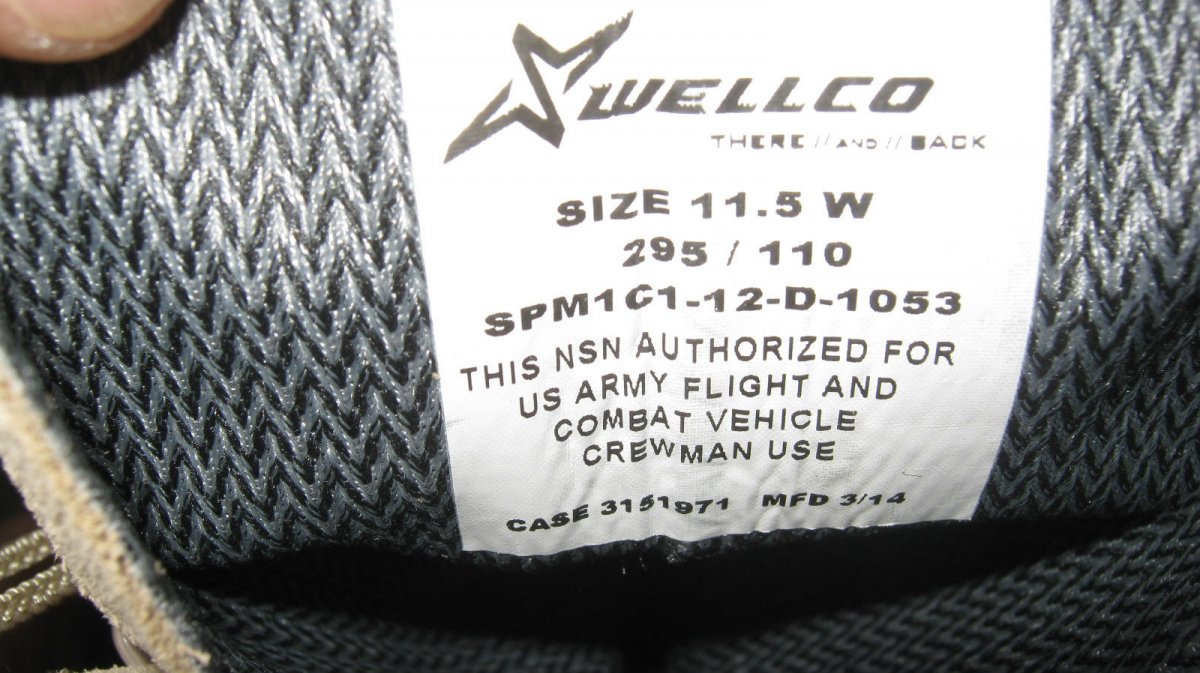 WELLCO
THERE // AND // BACK
SIZE 11.5 W
295 / 110
SPM1C1-12-D-1053
THIS NSN AUTHORIZED FOR
US ARMY FLIGHT AND
COMBAT VEHICLE
CREWMAN USE
CASE 3151971 MFD 3/14